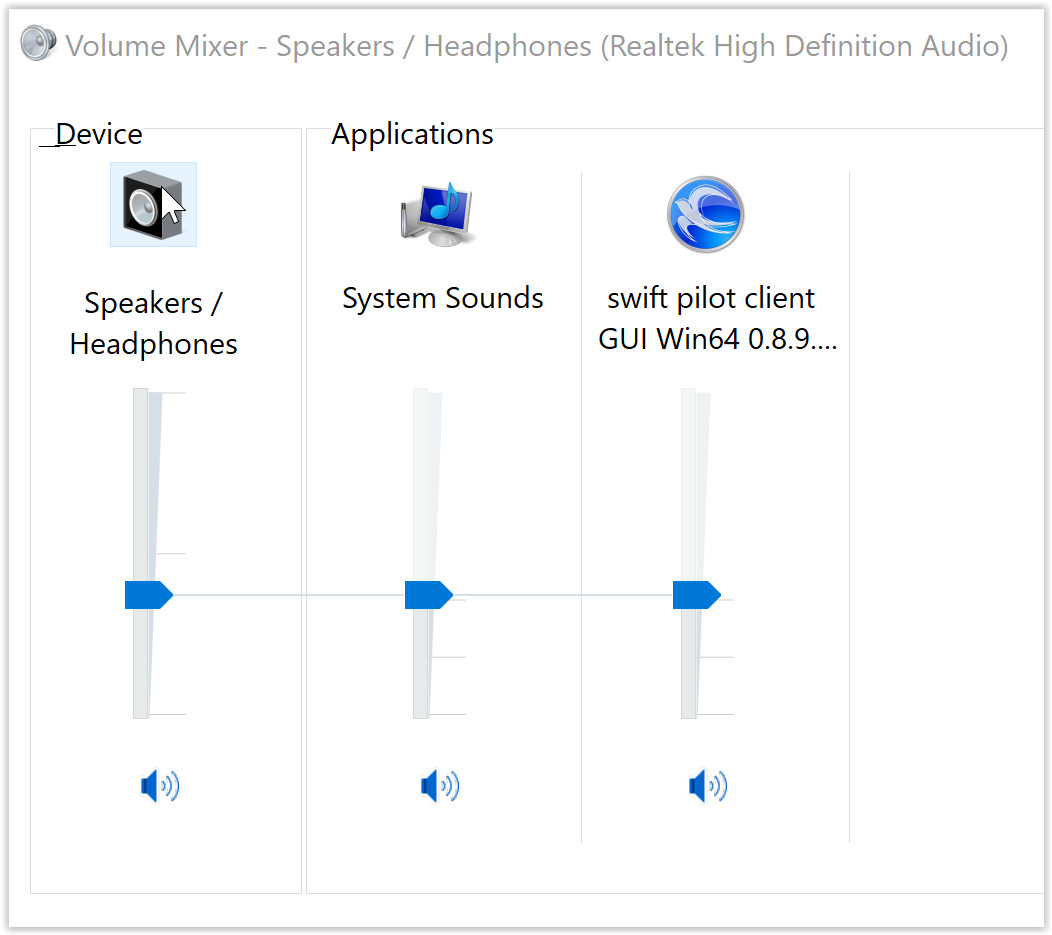 Volume Mixer - Speakers / Headphones (Realtek High Definition Audio)
Device
Applications
Speakers /
Headphones
System Sounds
swift pilot client
GUI Win64 0.8.9....